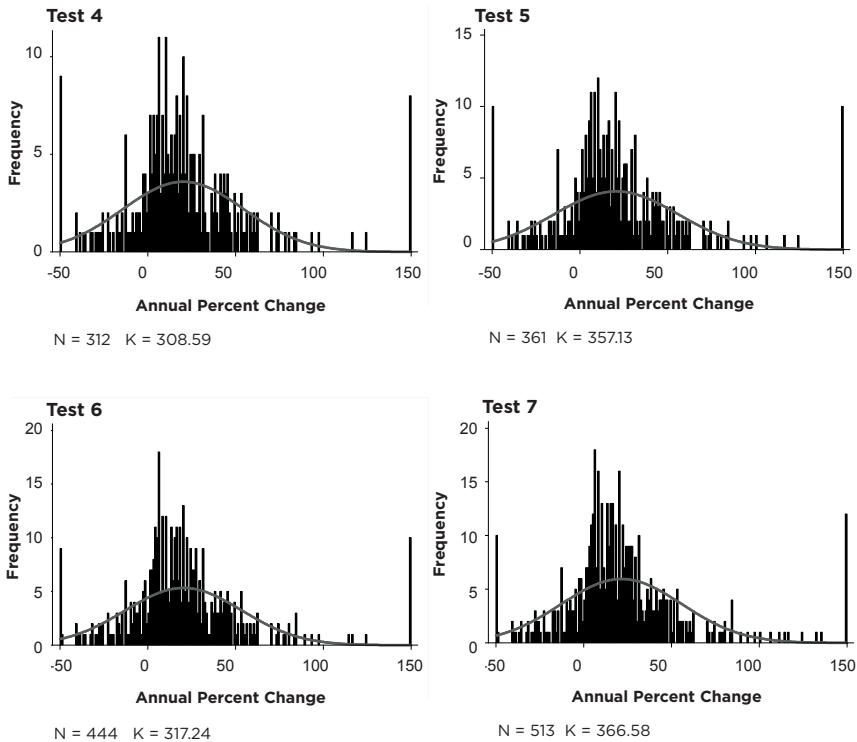 Test 4
10
5
0
Frequency
-50 0 50 100 150
Annual Percent Change
N = 312 K = 308.59
Test 5
15
10
5
0
Frequency
-50 0 50 100 150
Annual Percent Change
N = 361 K = 357.13
Test 6
20
15
10
5
0
Frequency
-50 0 50 100 150
Annual Percent Change
N = 444 K = 317.24
Test 7
20
15
10
5
0
Frequency
-50 0 50 100 150
Annual Percent Change
N = 513 K = 366.58